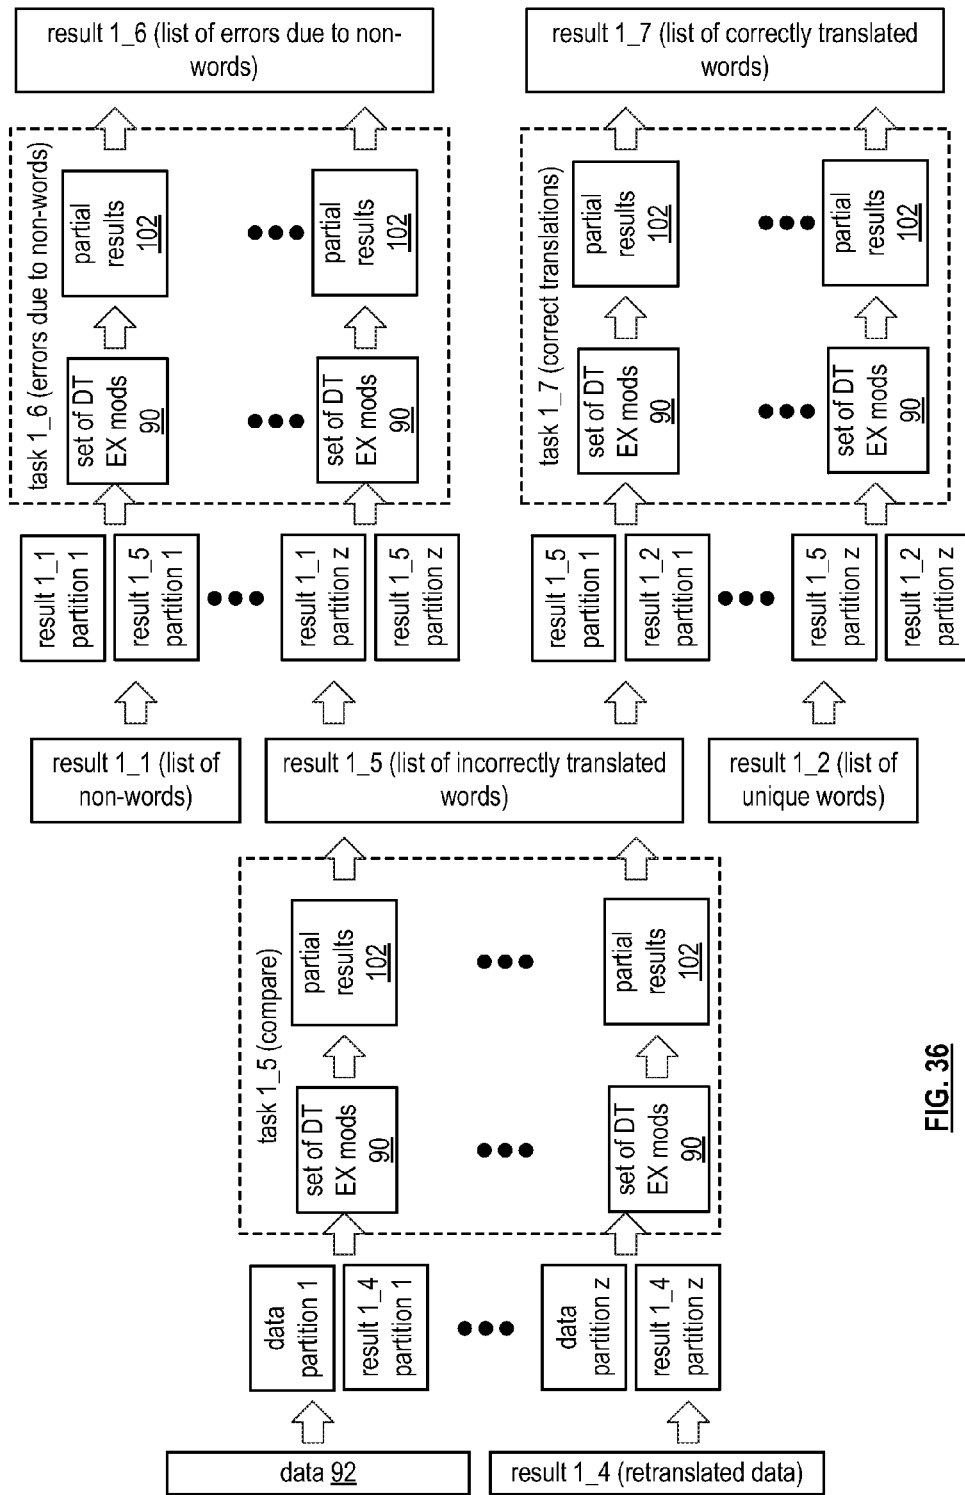 data 92
result 1_4 (retranslated data)
data
partition 1
result 1_4
partition 1
data
partition z
result 1_4
partition z
task 1_5 (compare)
set of DT
EX mods
90
partial
results
102
set of DT
EX mods
90
partial
results
102
result 1_1 (list of
non-words)
result 1_5 (list of incorrectly translated
words)
result 1_2 (list of
unique words)
result 1_1
partition 1
result 1_5
partition 1
result 1_1
partition z
result 1_5
partition z
task 1_6 (errors due to non-words)
set of DT
EX mods
90
partial
results
102
set of DT
EX mods
90
partial
results
102
result 1_6 (list of errors due to non-
words)
result 1_5
partition 1
result 1_2
partition 1
result 1_5
partition z
result 1_2
partition z
task 1_7 (correct translations)
set of DT
EX mods
90
partial
results
102
set of DT
EX mods
90
partial
results
102
result 1_7 (list of correctly translated
words)
FIG. 36